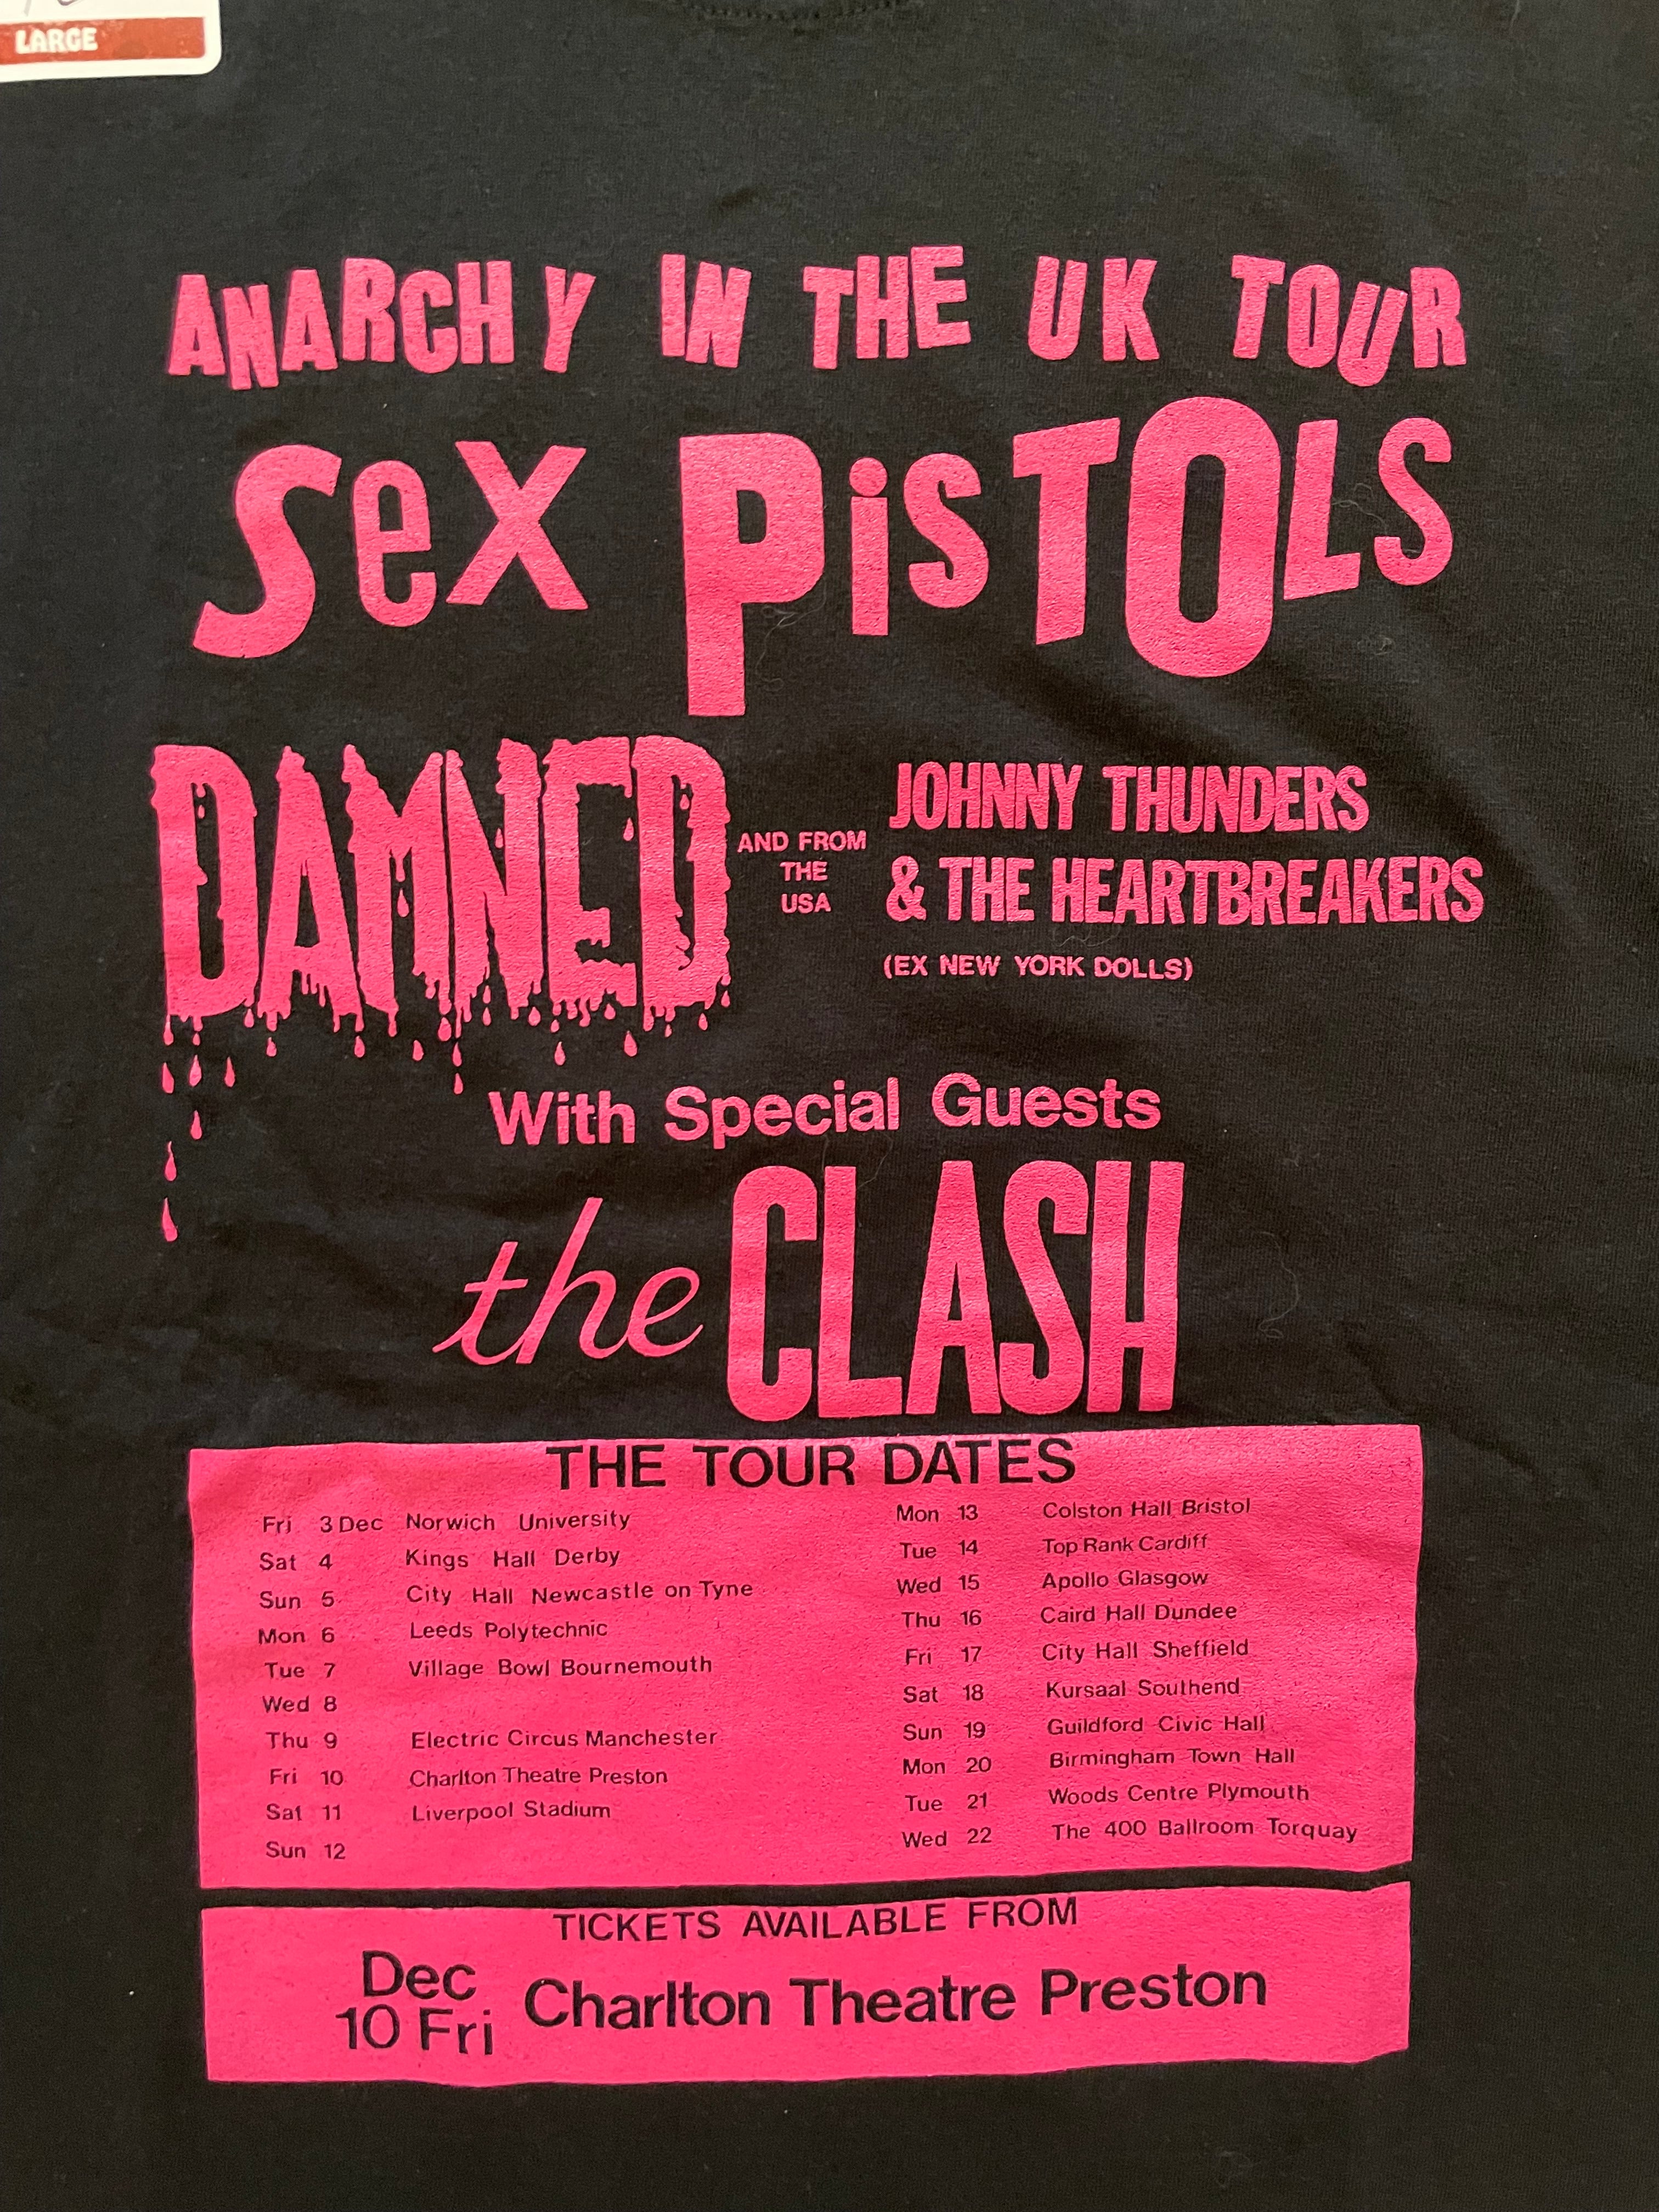 LARGE
ANARCHY IN THE UK TOUR
SeX PiSTOLS
DAMNED
AND FROM
THE
USA
JOHNNY THUNDERS
& THE HEARTBREAKERS
(EX NEW YORK DOLLS)
With Special Guests
the CLASH
THE TOUR DATES
Fri 3 Dec Norwich University
Sat 4 Kings Hall Derby
Sun 5 City Hall Newcastle on Tyne
Mon 6 Leeds Polytechnic
Tue 7 Village Bowl Bournemouth
Wed 8
Thu 9 Electric Circus Manchester
Fri 10 Charlton Theatre Preston
Sat 11 Liverpool Stadium
Sun 12
Mon 13 Colston Hall Bristol
Tue 14 Top Rank Cardiff
Wed 15 Apollo Glasgow
Thu 16 Caird Hall Dundee
Fri 17 City Hall Sheffield
Sat 18 Kursaal Southend
Sun 19 Guildford Civic Hall
Mon 20 Birmingham Town Hall
Tue 21 Woods Centre Plymouth
Wed 22 The 400 Ballroom Torquay
TICKETS AVAILABLE FROM
Dec
10 Fri
Charlton Theatre Preston